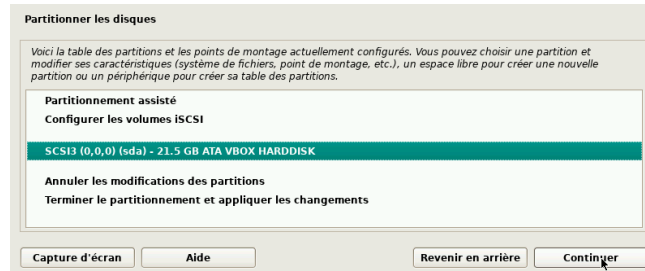 Partitionner les disques
Voici la table des partitions et les points de montage actuellement configurés. Vous pouvez choisir une partition et
modifier ses caractéristiques (système de fichiers, point de montage, etc.), un espace libre pour créer une nouvelle
partition ou un périphérique pour créer sa table des partitions.
Partitionnement assisté
Configurer les volumes iSCSI
SCSI3 (0,0,0) (sda) - 21.5 GB ATA VBOX HARDDISK
Annuler les modifications des partitions
Terminer le partitionnement et appliquer les changements
Capture d'écran Aide Revenir en arrière Continuer